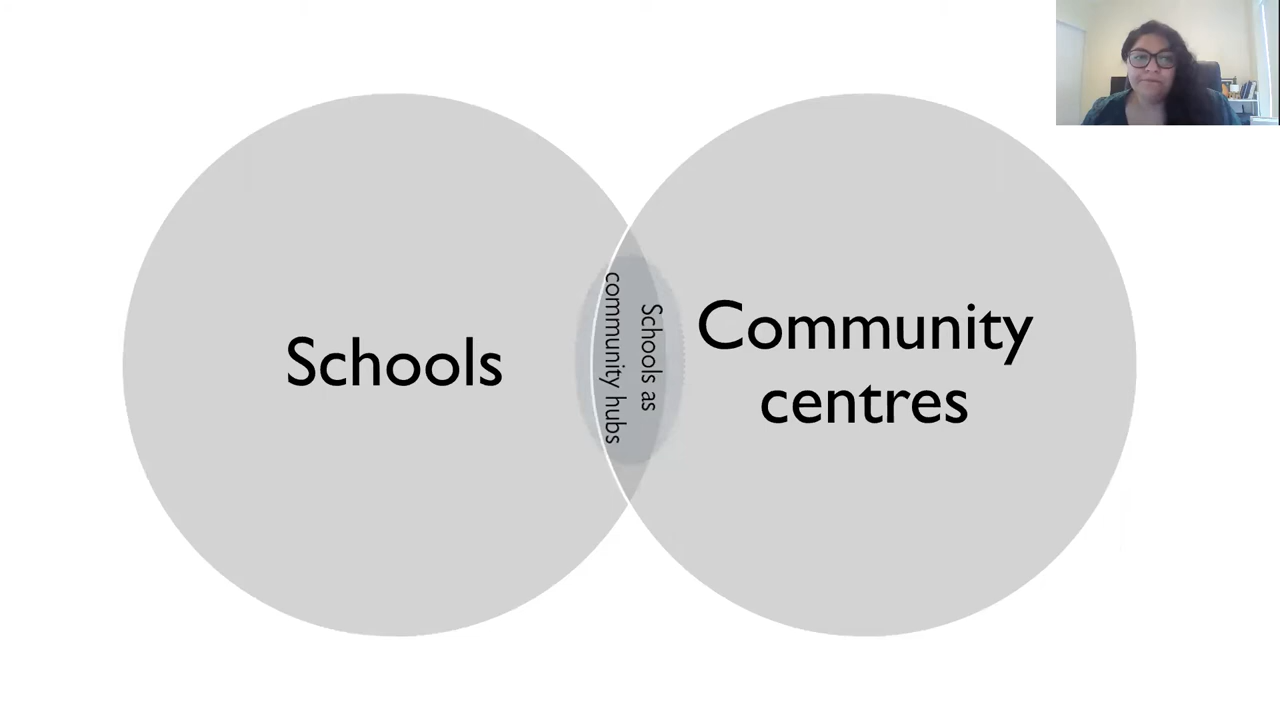 Schools
Schools as
community hubs
Community
centres